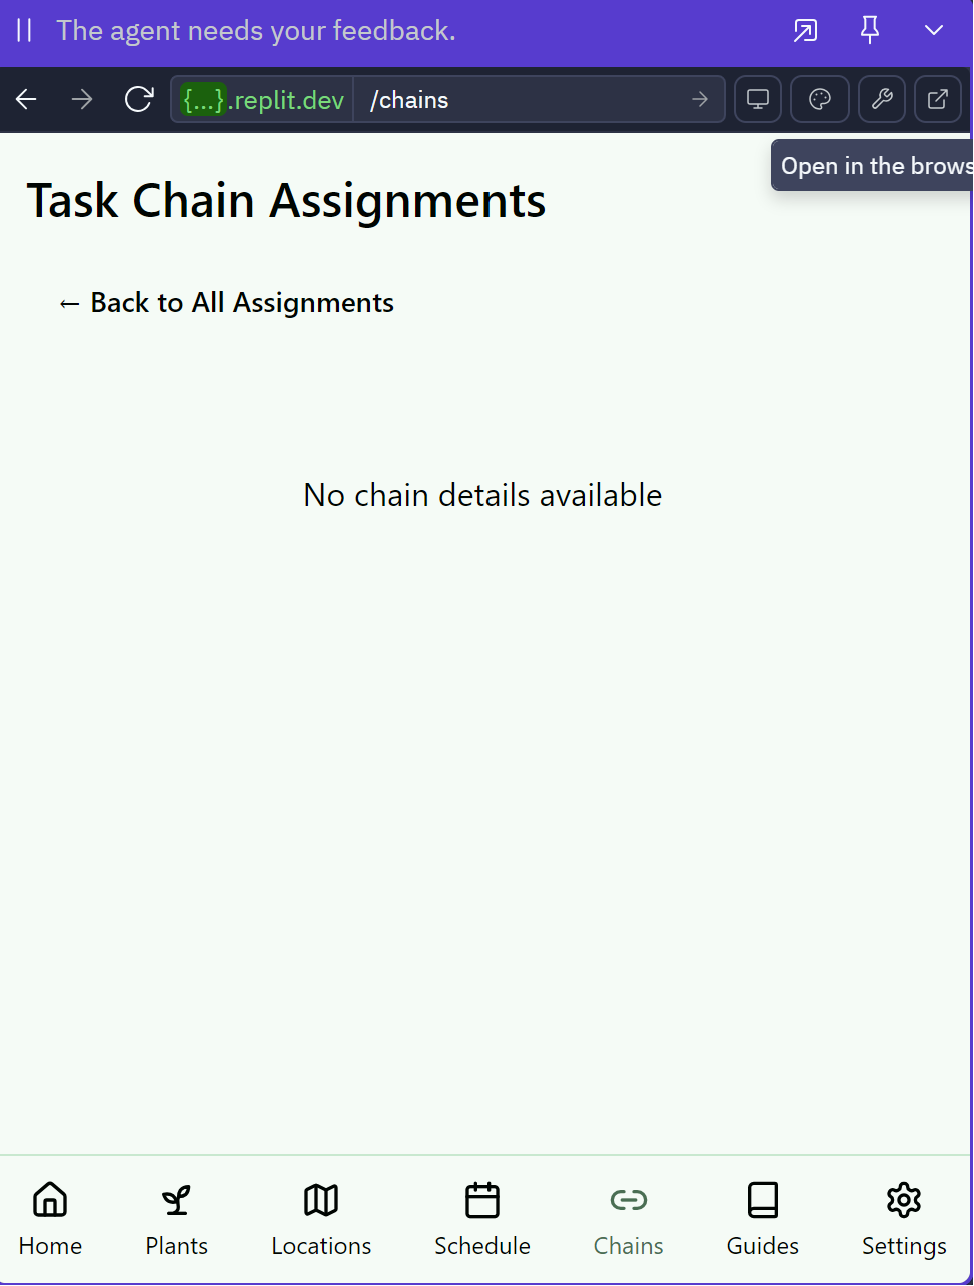 The agent needs your feedback.
{...}.replit.dev /chains
Open in the brows
Task Chain Assignments
← Back to All Assignments
No chain details available
Home Plants Locations Schedule Chains Guides Settings